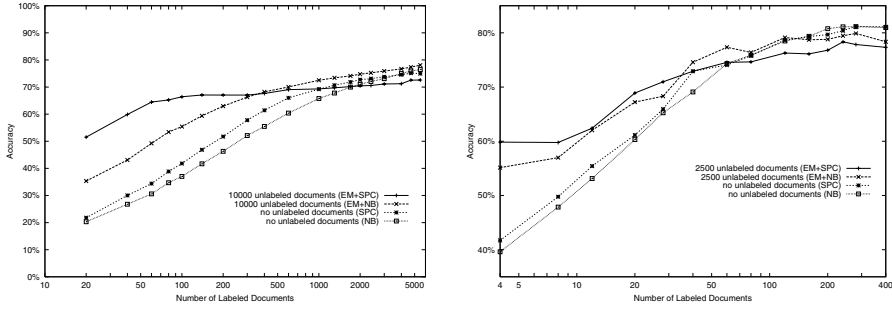 100%
90%
80%
70%
60%
50%
40%
30%
20%
10%
0%
Accuracy
10000 unlabeled documents (EM+SPC)
10000 unlabeled documents (EM+NB)
no unlabeled documents (SPC)
no unlabeled documents (NB)
10 20 50 100 200 500 1000 2000 5000
Number of Labeled Documents
80%
70%
60%
50%
40%
Accuracy
2500 unlabeled documents (EM+SPC)
2500 unlabeled documents (EM+NB)
no unlabeled documents (SPC)
no unlabeled documents (NB)
4 5 10 20 50 100 200 400
Number of Labeled Documents